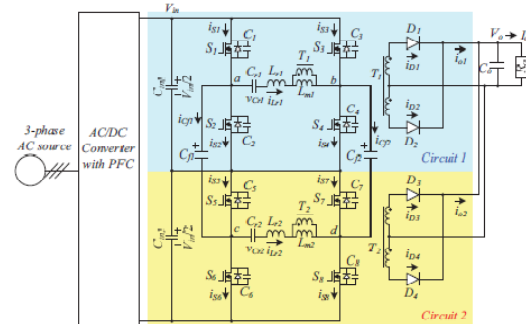 V_in
i_S1
i_S3
S_1
C_1
S_3
C_3
D_1
i_D1
i_o1
V_o
C_o
a
C_r1
L_r1
T_1
b
v_Cr1
i_Lr1
L_m1
T_1
C_in1
V_in/2
i_Cf1
i_Cf2
S_2
C_2
i_S2
S_4
C_4
i_S4
i_D2
D_2
Circuit 1
C_f1
C_f2
3-phase
AC source
AC/DC
Converter
with PFC
i_S5
i_S7
S_5
C_5
S_7
C_7
D_3
i_D3
i_o2
c
C_r2
L_r2
T_2
d
v_Cr2
i_Lr2
L_m2
T_2
C_in2
V_in/2
S_6
C_6
i_S6
S_8
C_8
i_S8
i_D4
D_4
Circuit 2